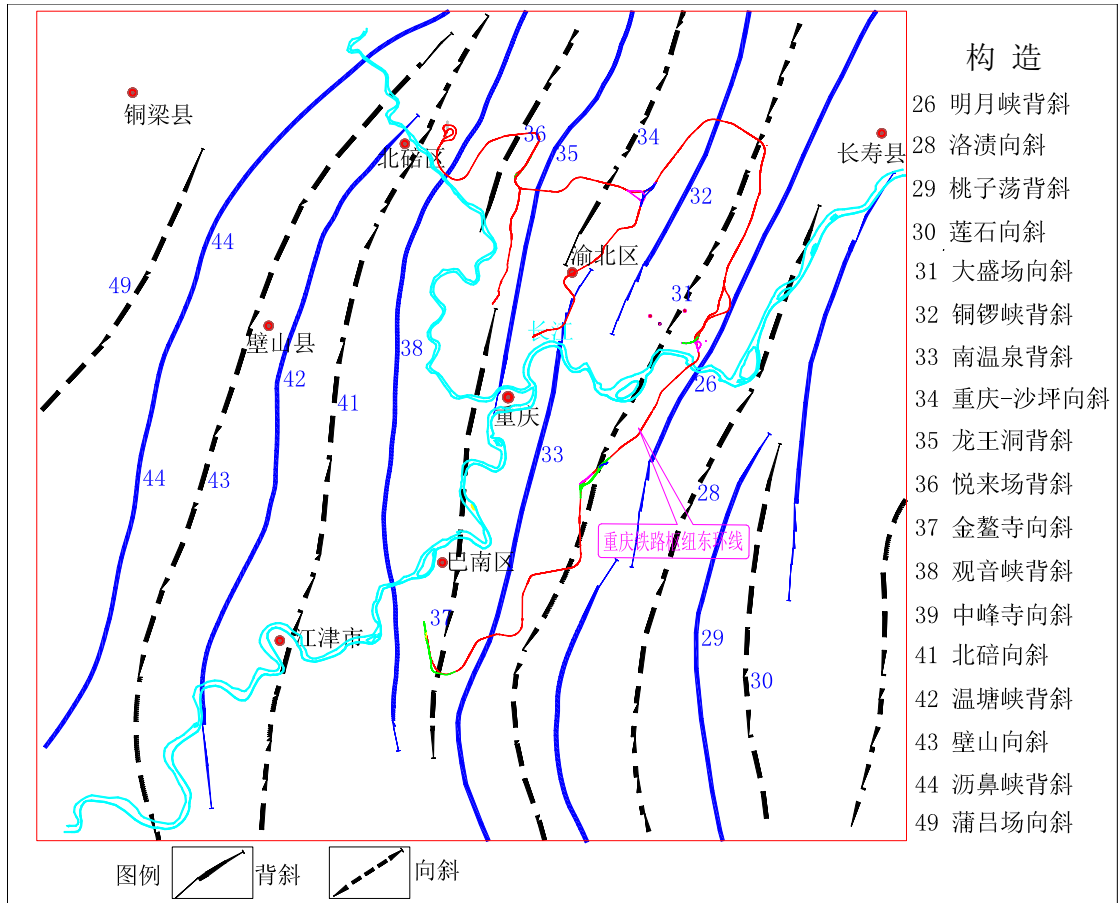 铜梁县
北碚区
长寿县
渝北区
长江
璧山县
重庆
巴南区
江津市
重庆铁路枢纽东环线
49
44
44
43
42
41
38
36
35
34
32
31
26
33
28
37
29
30
构 造
26 明月峡背斜
28 洛渍向斜
29 桃子荡背斜
30 莲石向斜
31 大盛场向斜
32 铜锣峡背斜
33 南温泉背斜
34 重庆-沙坪向斜
35 龙王洞背斜
36 悦来场背斜
37 金鳌寺向斜
38 观音峡背斜
39 中峰寺向斜
41 北碚向斜
42 温塘峡背斜
43 璧山向斜
44 沥鼻峡背斜
49 蒲吕场向斜
图例 背斜 向斜